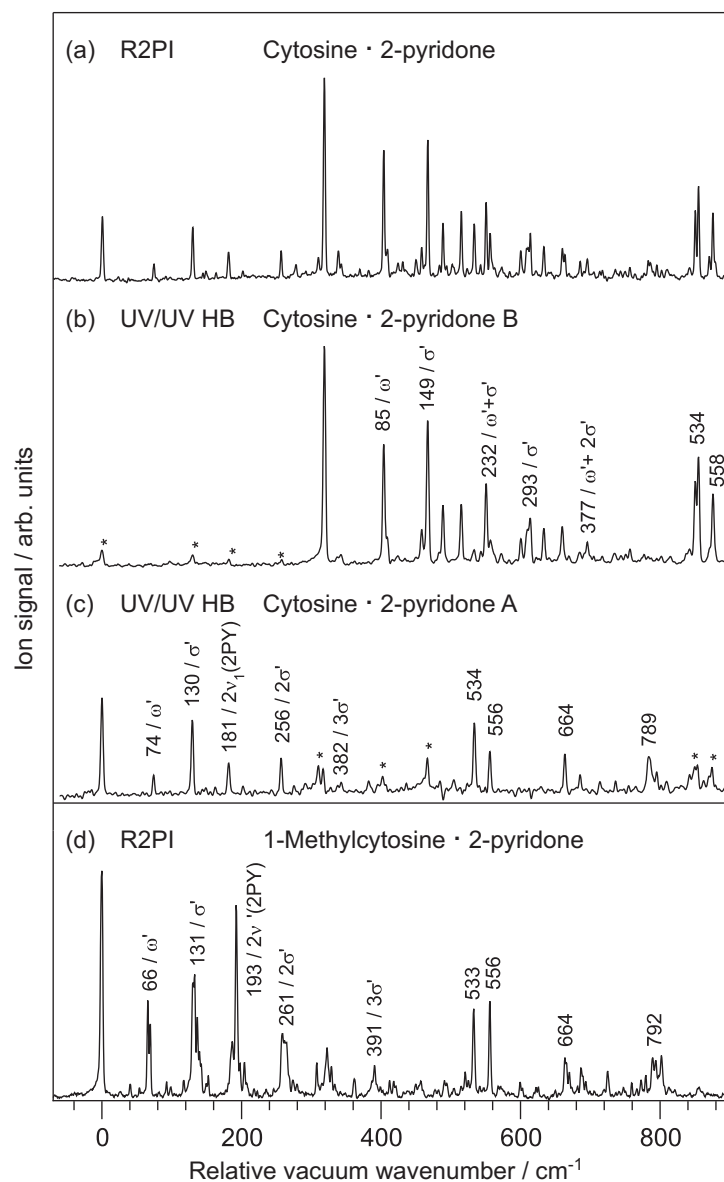 (a) R2PI Cytosine · 2-pyridone
(b) UV/UV HB Cytosine · 2-pyridone B
85 / ω'
149 / σ'
232 / ω'+σ'
293 / σ'
377 / ω'+ 2σ'
534
558
* * * *
(c) UV/UV HB Cytosine · 2-pyridone A
74 / ω'
130 / σ'
181 / 2ν₁(2PY)
256 / 2σ'
*
382 / 3σ'
* *
534
556
664
789
* *
(d) R2PI 1-Methylcytosine · 2-pyridone
66 / ω'
131 / σ'
193 / 2ν '(2PY)
261 / 2σ'
391 / 3σ'
533
556
664
792
Ion signal / arb. units
0 200 400 600 800
Relative vacuum wavenumber / cm⁻¹